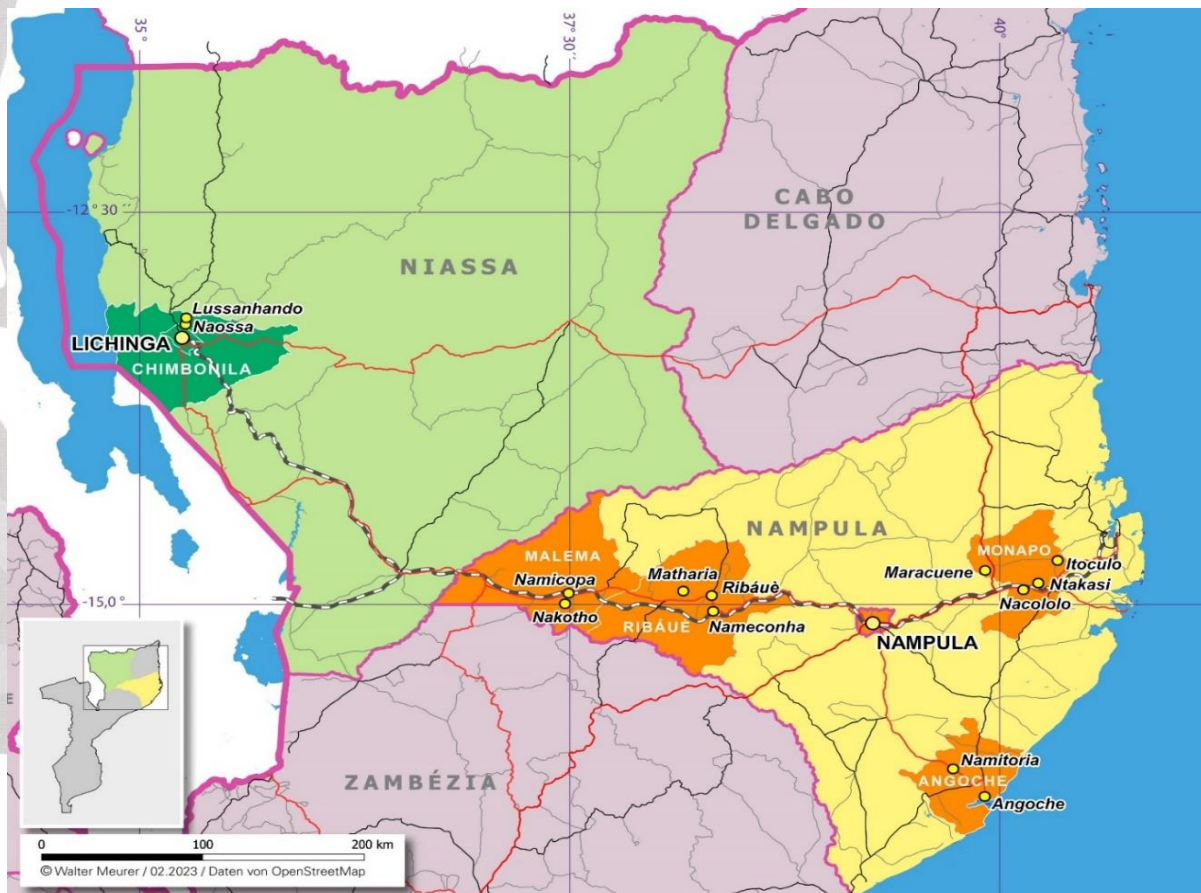 35°
37°30´
40°
-12°30´´
CABO
DELGADO
NIASSA
Lussanhando
Naossa
LICHINGA
CHIMBONILA
NAMPULA
MALEMA
MONAPO
Namicopa
Matharia
Ribáuè
Maracuene
Itoculo
Ntakasi
Nacololo
-15,0°
Nakotho
RIBÁUÈ
Nameconha
NAMPULA
ZAMBÉZIA
Namitoria
ANGOCHE
Angoche
0 100 200 km
© Walter Meurer / 02.2023 / Daten von OpenStreetMap